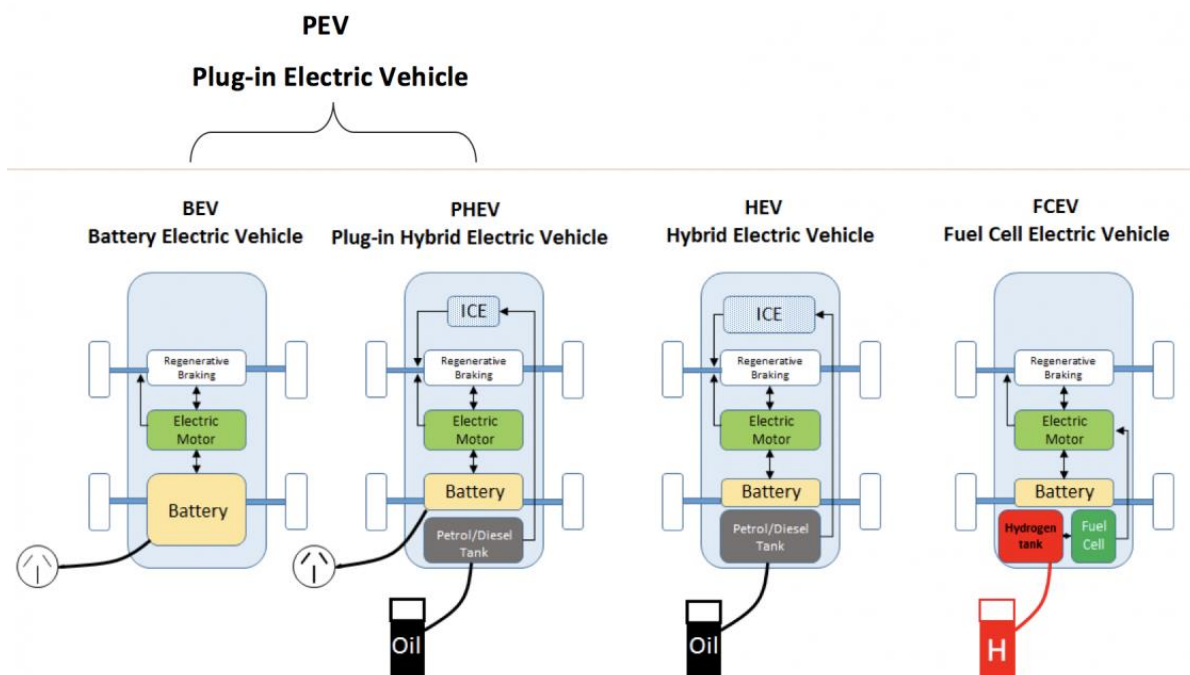 PEV
Plug-in Electric Vehicle
BEV
Battery Electric Vehicle
PHEV
Plug-in Hybrid Electric Vehicle
HEV
Hybrid Electric Vehicle
FCEV
Fuel Cell Electric Vehicle
Regenerative
Braking
Electric
Motor
Battery
ICE
Regenerative
Braking
Electric
Motor
Battery
Petrol/Diesel
Tank
Oil
ICE
Regenerative
Braking
Electric
Motor
Battery
Petrol/Diesel
Tank
Oil
Regenerative
Braking
Electric
Motor
Battery
Hydrogen
tank
Fuel
Cell
H